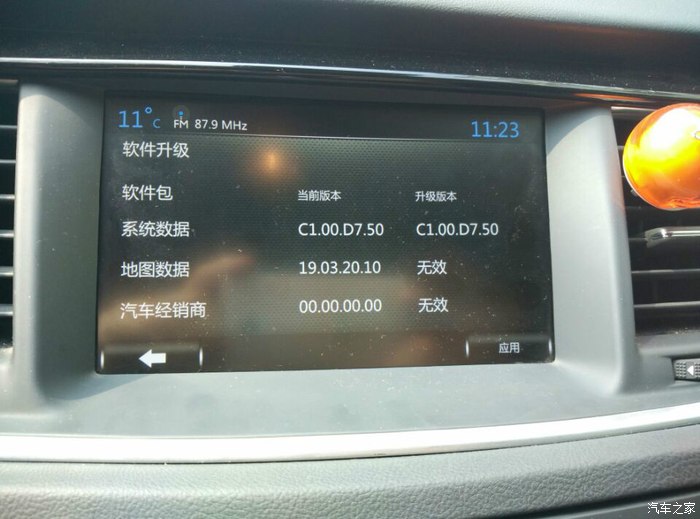 11°C FM 87.9 MHz 11:23
软件升级
软件包 当前版本 升级版本
系统数据 C1.00.D7.50 C1.00.D7.50
地图数据 19.03.20.10 无效
汽车经销商 00.00.00.00 无效
应用
汽车之家